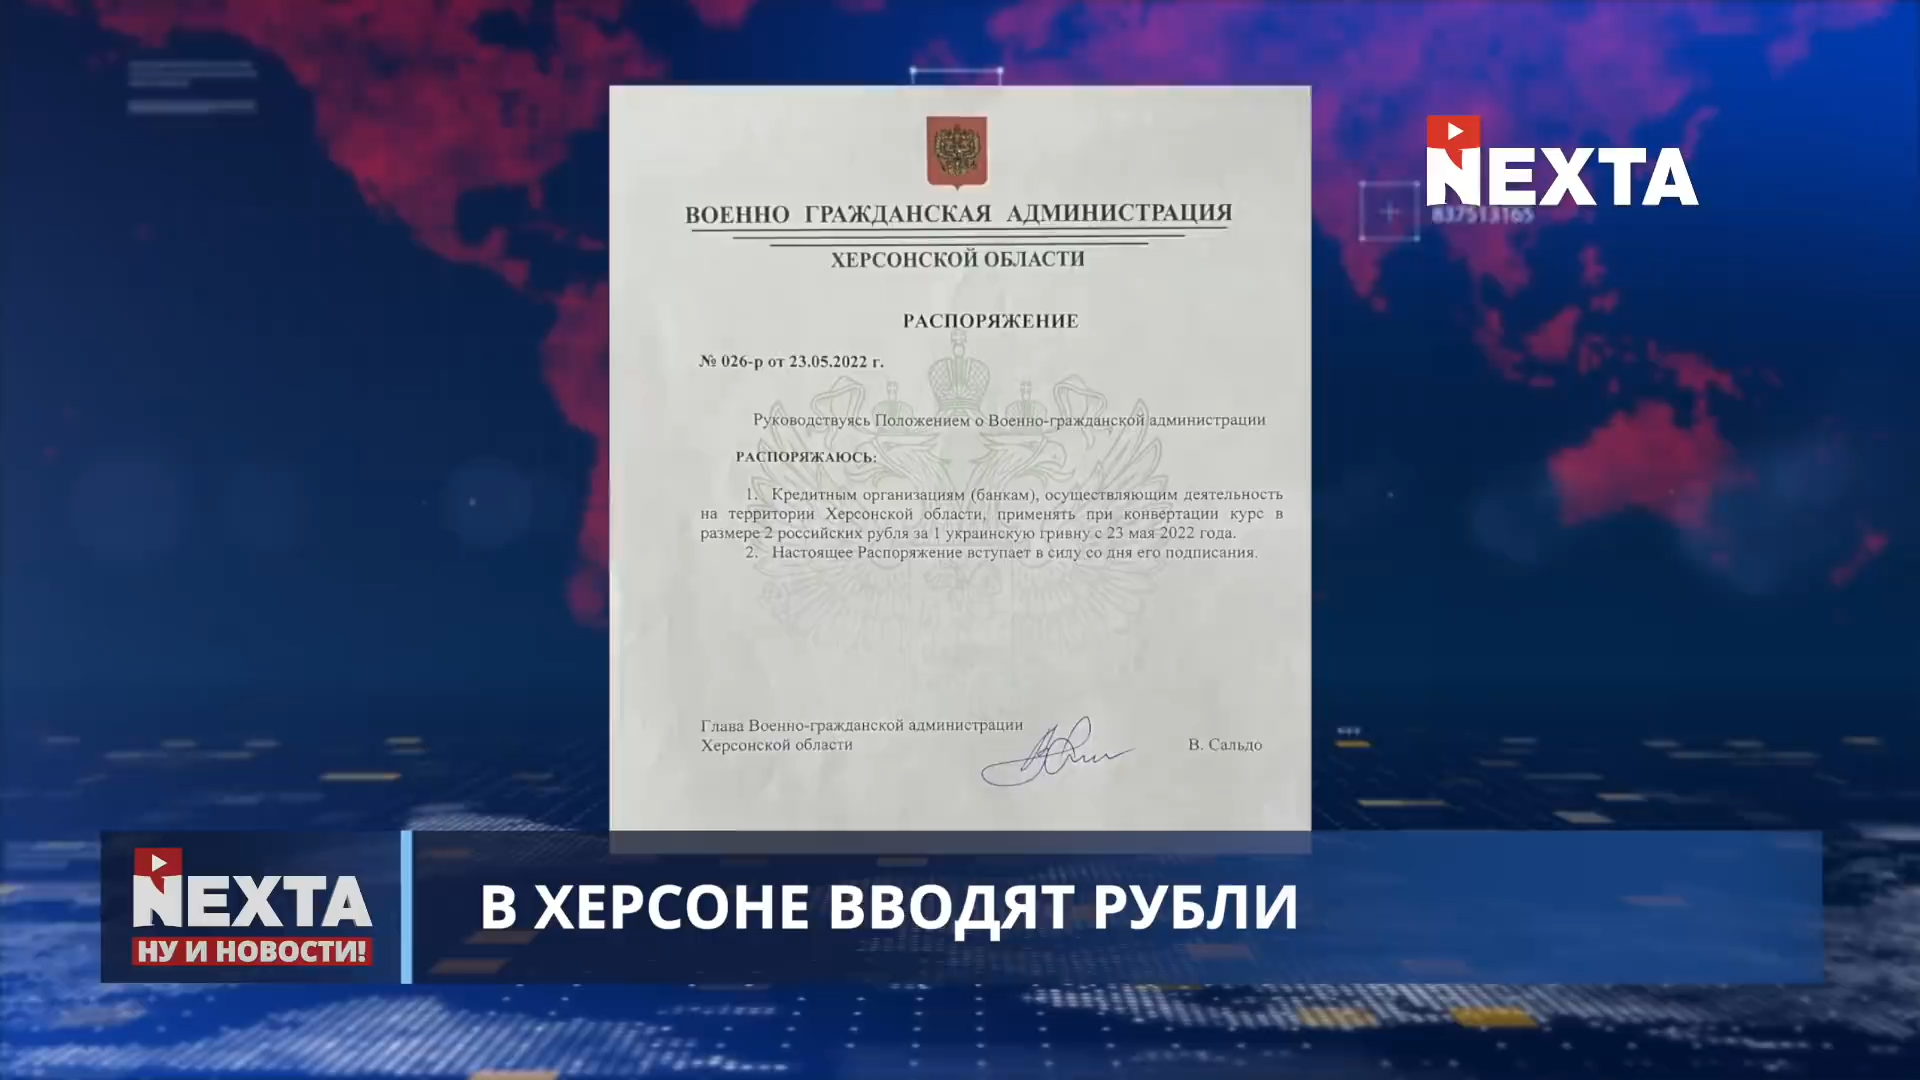 NEXTA
837513165
ВОЕННО ГРАЖДАНСКАЯ АДМИНИСТРАЦИЯ
ХЕРСОНСКОЙ ОБЛАСТИ
РАСПОРЯЖЕНИЕ
№ 026-р от 23.05.2022 г.
Руководствуясь Положением о Военно-гражданской администрации
РАСПОРЯЖАЮСЬ:
1. Кредитным организациям (банкам), осуществляющим деятельность
на территории Херсонской области, применять при конвертации курс в
размере 2 российских рубля за 1 украинскую гривну с 23 мая 2022 года.
2. Настоящее Распоряжение вступает в силу со дня его подписания.
Глава Военно-гражданской администрации
Херсонской области
В. Сальдо
NEXTA
НУ И НОВОСТИ!
В ХЕРСОНЕ ВВОДЯТ РУБЛИ